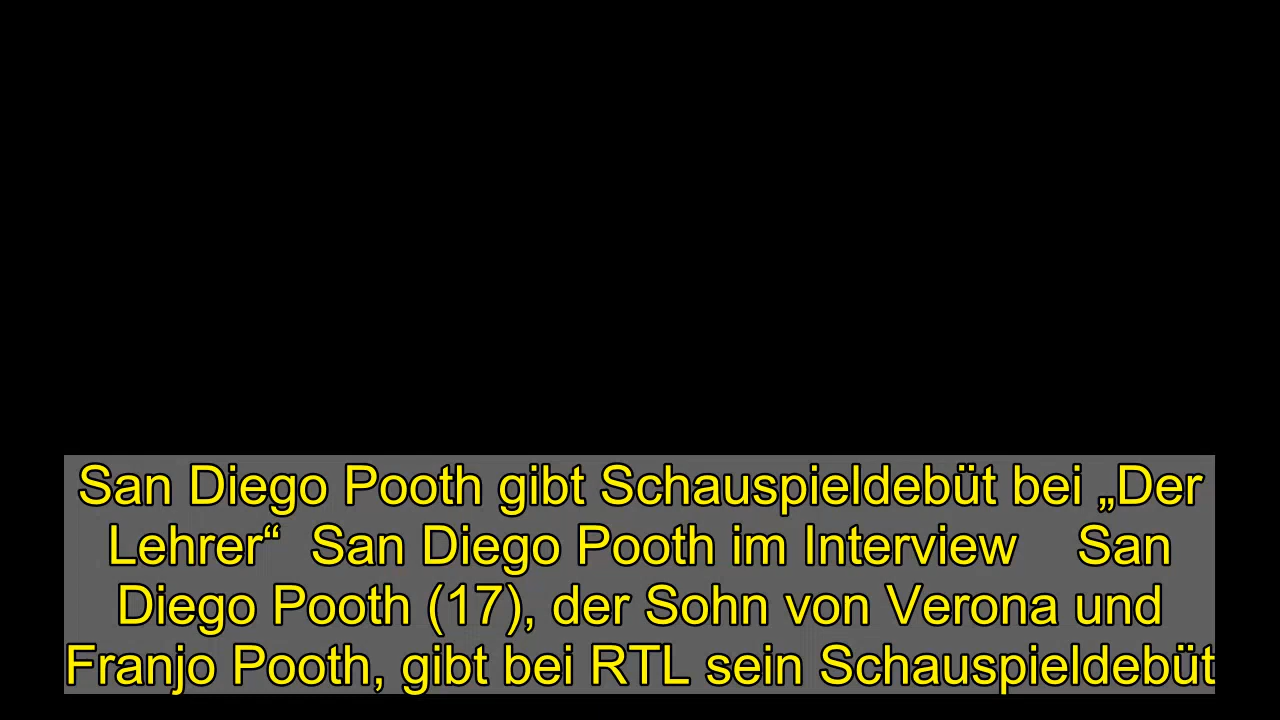 San Diego Pooth gibt Schauspieldebüt bei „Der
Lehrer“ San Diego Pooth im Interview San
Diego Pooth (17), der Sohn von Verona und
Franjo Pooth, gibt bei RTL sein Schauspieldebüt